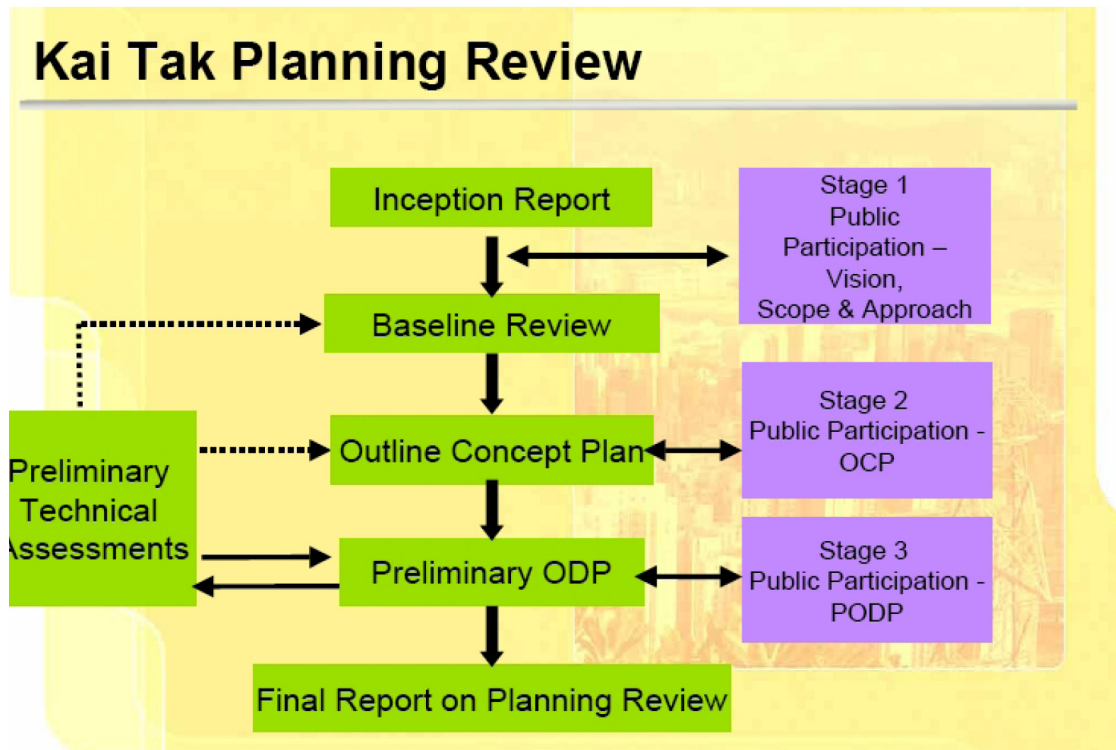 Kai Tak Planning Review
Inception Report
Stage 1
Public
Participation –
Vision,
Scope & Approach
Baseline Review
Outline Concept Plan
Stage 2
Public Participation -
OCP
Preliminary
Technical
Assessments
Preliminary ODP
Stage 3
Public Participation -
PODP
Final Report on Planning Review